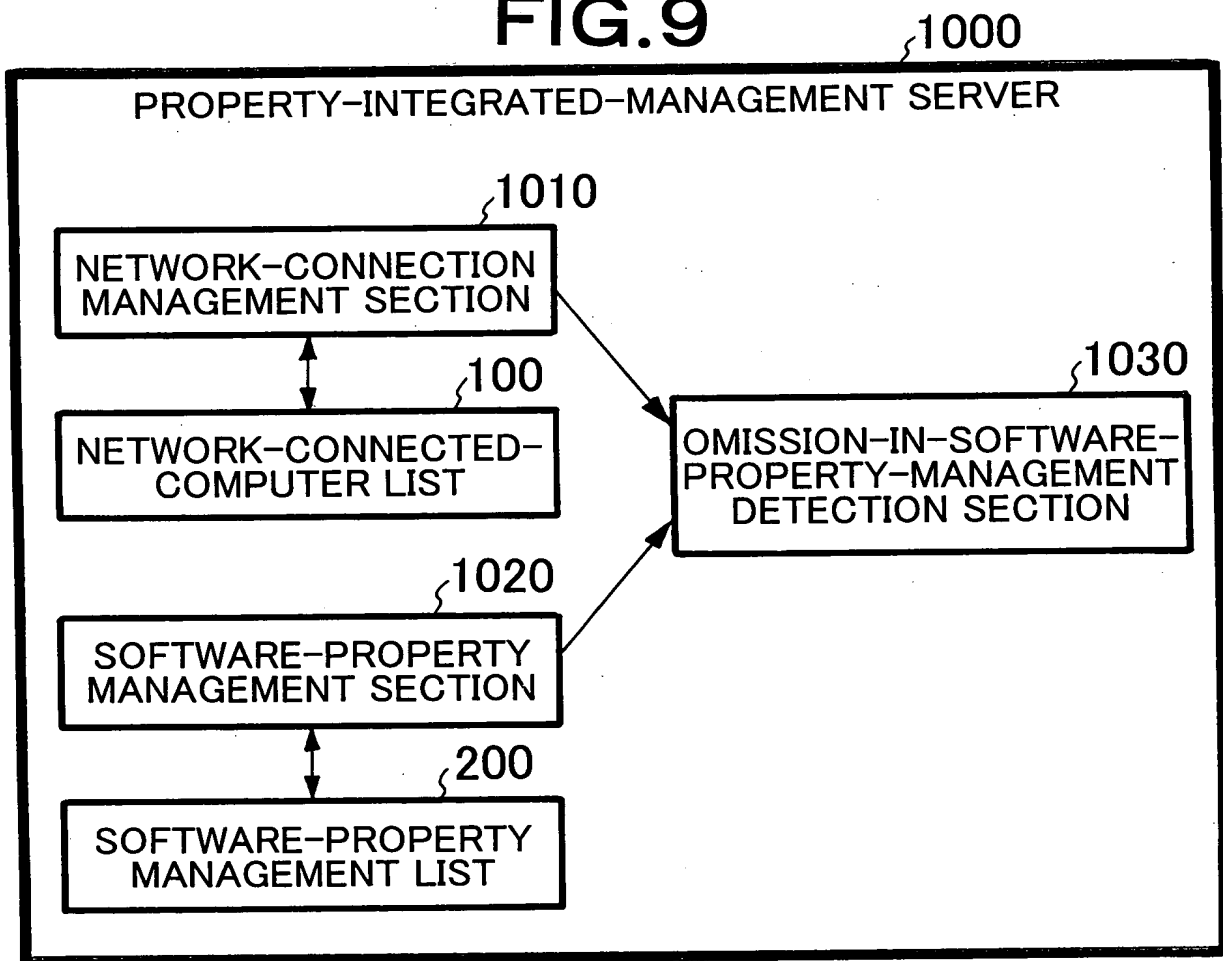 FIG.9
1000
PROPERTY-INTEGRATED-MANAGEMENT SERVER
1010
NETWORK-CONNECTION
MANAGEMENT SECTION
100
NETWORK-CONNECTED-
COMPUTER LIST
1030
OMISSION-IN-SOFTWARE-
PROPERTY-MANAGEMENT
DETECTION SECTION
1020
SOFTWARE-PROPERTY
MANAGEMENT SECTION
200
SOFTWARE-PROPERTY
MANAGEMENT LIST